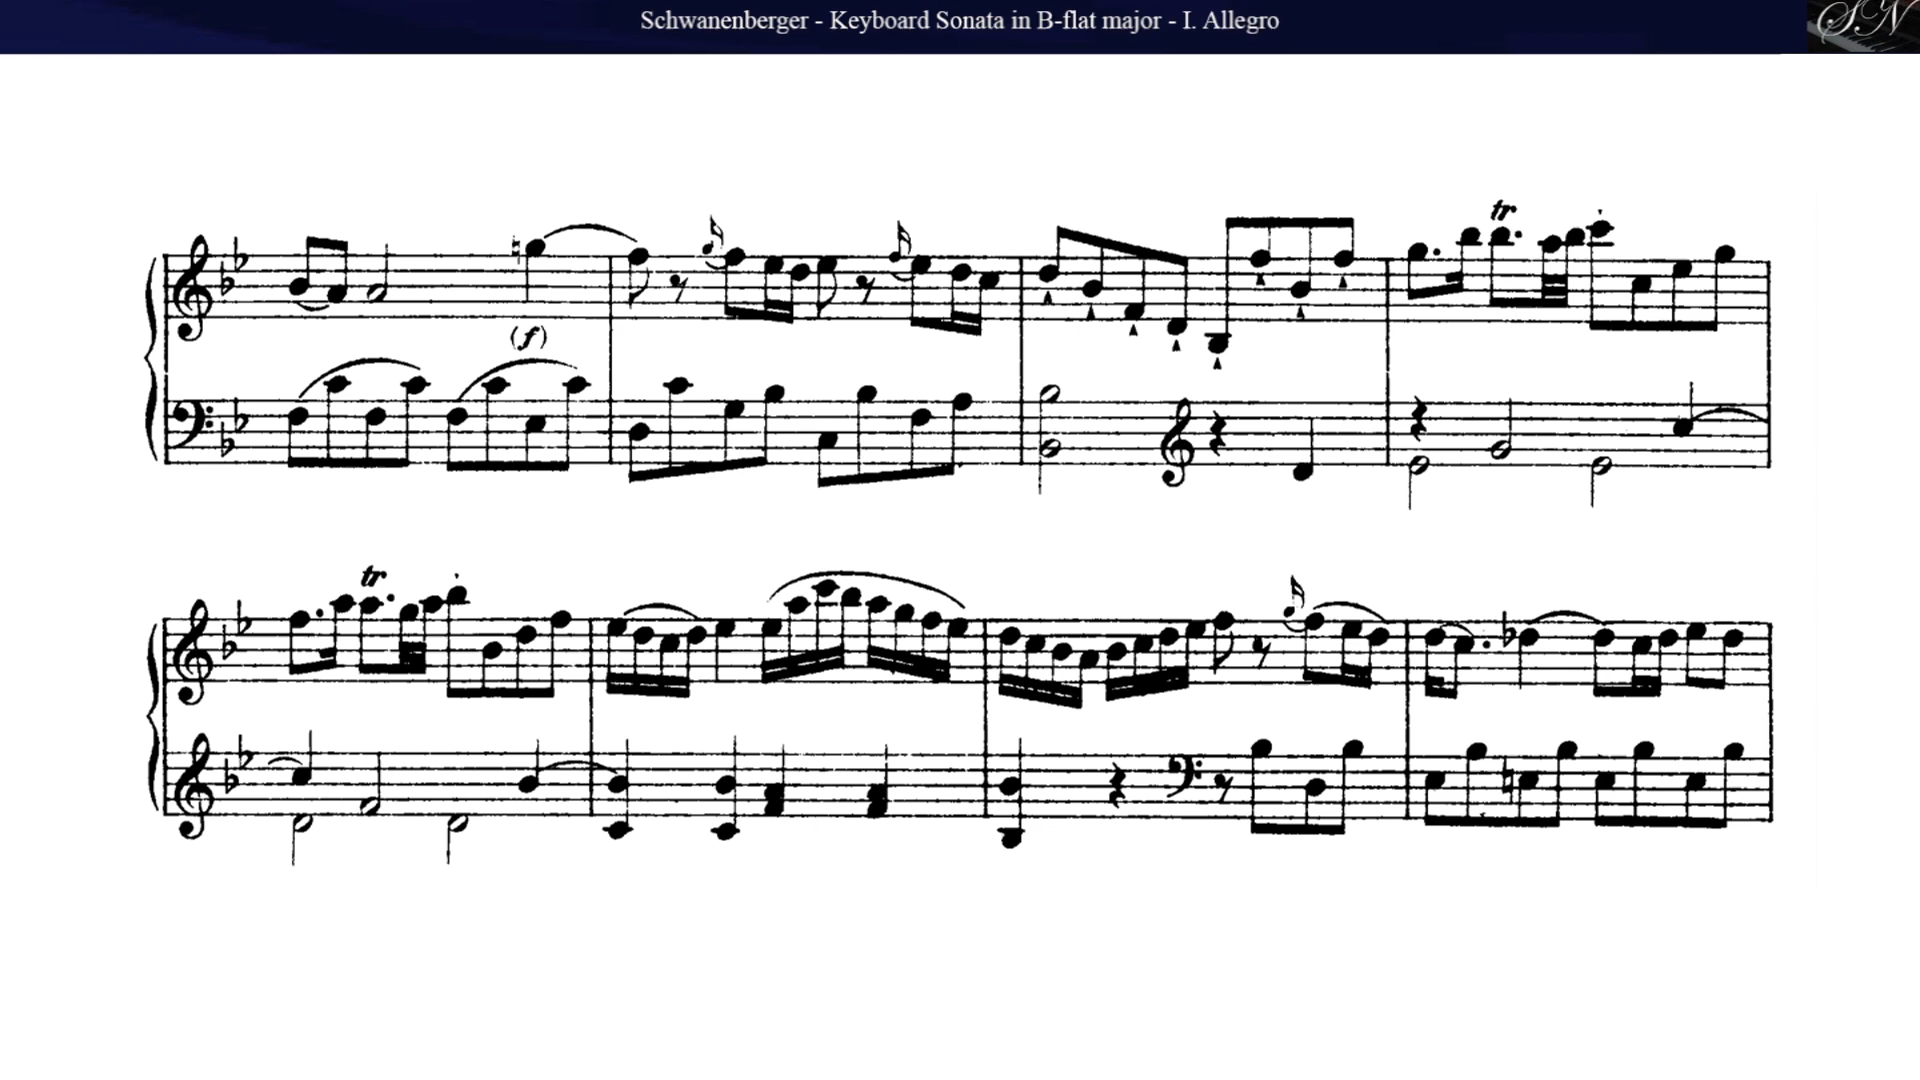 Schwanenberger - Keyboard Sonata in B-flat major - I. Allegro
S.N
tr
(f)
tr